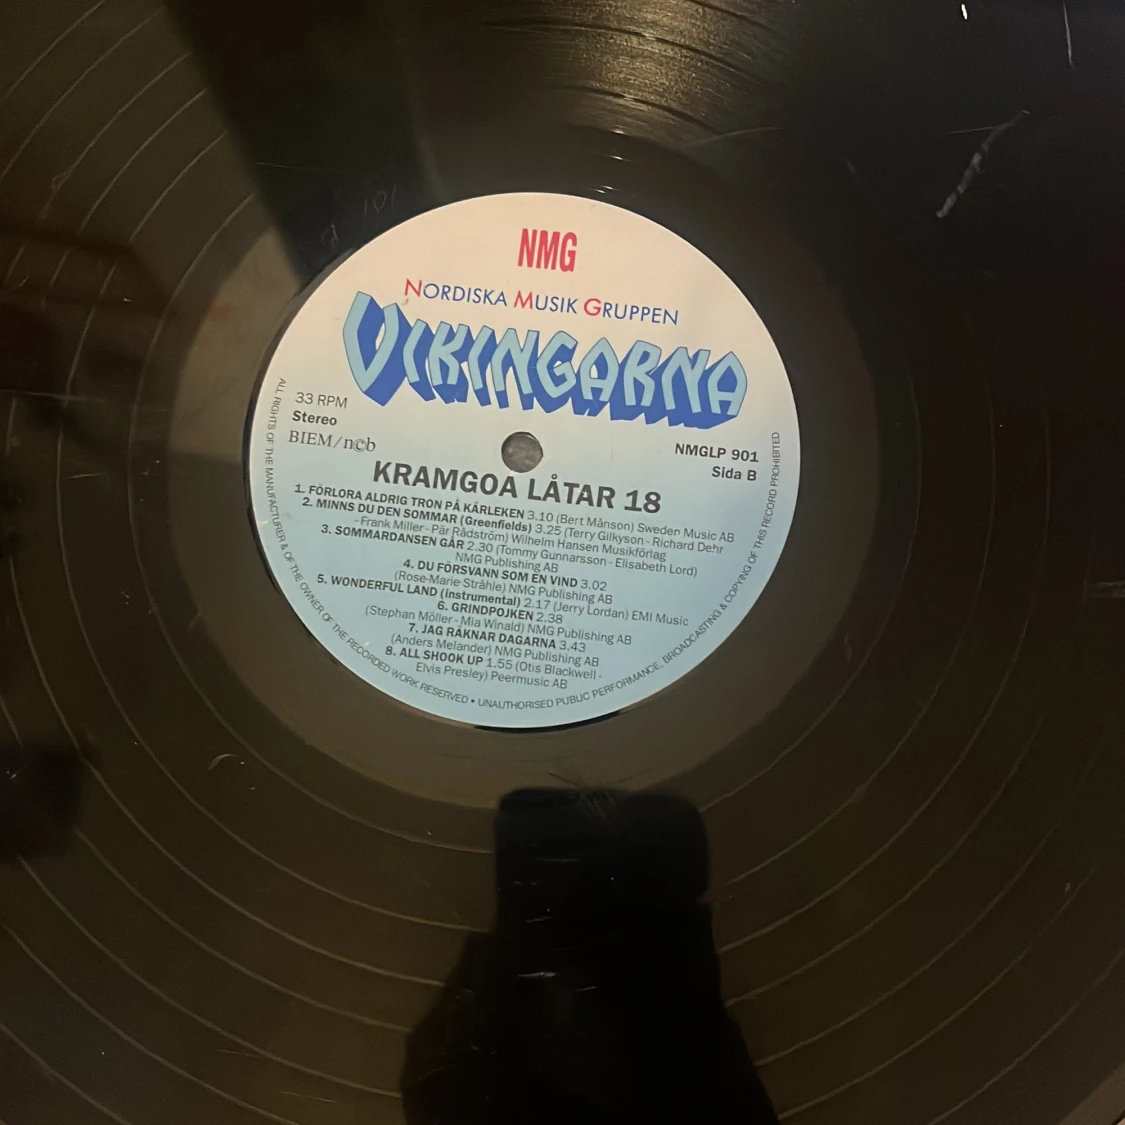 NMG
NORDISKA MUSIK GRUPPEN
VIKINGARNA
33 RPM
Stereo
BIEM/n©b
NMGLP 901
Sida B
KRAMGOA LÅTAR 18
1. FÖRLORA ALDRIG TRON PÅ KÄRLEKEN 3.10 (Bert Månson) Sweden Music AB
2. MINNS DU DEN SOMMAR (Greenfields) 3.25 (Terry Gilkyson - Richard Dehr
- Frank Miller - Pär Rådström) Wilhelm Hansen Musikförlag
3. SOMMARDANSEN GÅR 2.30 (Tommy Gunnarsson - Elisabeth Lord)
NMG Publishing AB
4. DU FÖRSVANN SOM EN VIND 3.02
(Rose-Marie Stråhle) NMG Publishing AB
5. WONDERFUL LAND (instrumental) 2.17 (Jerry Lordan) EMI Music
6. GRINDPOJKEN 2.38
(Stephan Möller - Mia Winald) NMG Publishing AB
7. JAG RÄKNAR DAGARNA 3.43
(Anders Melander) NMG Publishing AB
8. ALL SHOOK UP 1.55 (Otis Blackwell -
Elvis Presley) Peermusic AB
ALL RIGHTS OF THE MANUFACTURER & OF THE OWNER OF THE RECORDED WORK RESERVED • UNAUTHORISED PUBLIC PERFORMANCE, BROADCASTING & COPYING OF THIS RECORD PROHIBITED